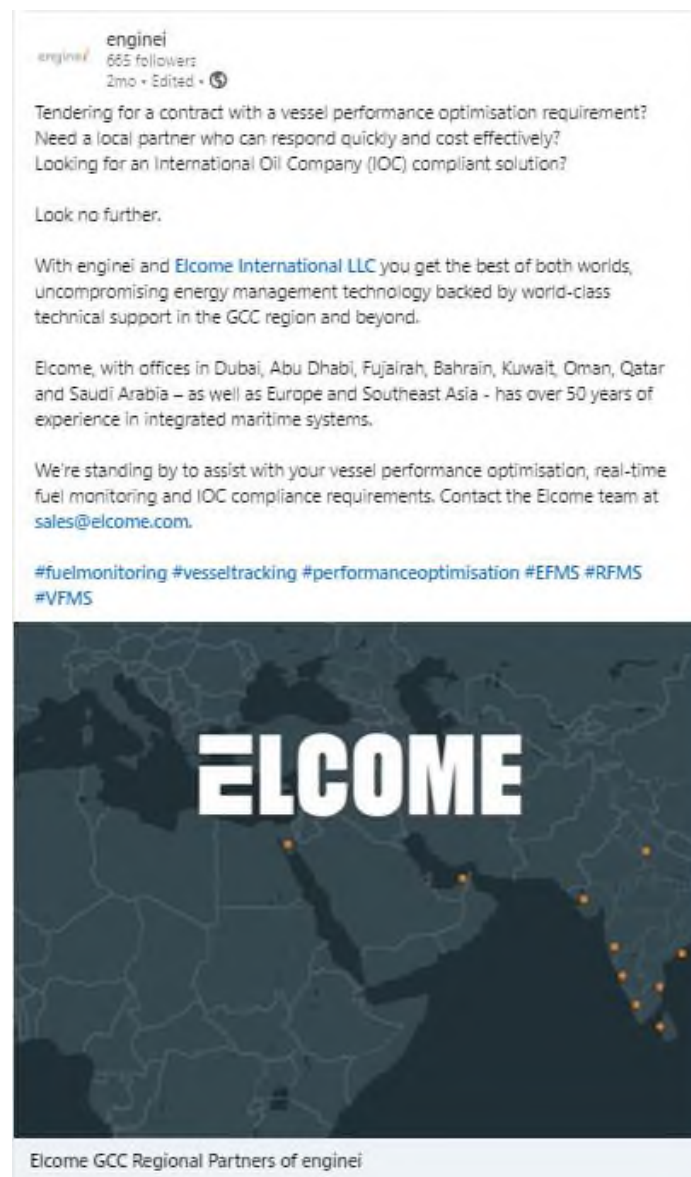 enginei
enginei
665 followers
2mo • Edited •
Tendering for a contract with a vessel performance optimisation requirement?
Need a local partner who can respond quickly and cost effectively?
Looking for an International Oil Company (IOC) compliant solution?
Look no further.
With enginei and Elcome International LLC you get the best of both worlds,
uncompromising energy management technology backed by world-class
technical support in the GCC region and beyond.
Elcome, with offices in Dubai, Abu Dhabi, Fujairah, Bahrain, Kuwait, Oman, Qatar
and Saudi Arabia – as well as Europe and Southeast Asia - has over 50 years of
experience in integrated maritime systems.
We're standing by to assist with your vessel performance optimisation, real-time
fuel monitoring and IOC compliance requirements. Contact the Elcome team at
sales@elcome.com.
#fuelmonitoring #vesseltracking #performanceoptimisation #EFMS #RFMS
#VFMS
ELCOME
Elcome GCC Regional Partners of enginei